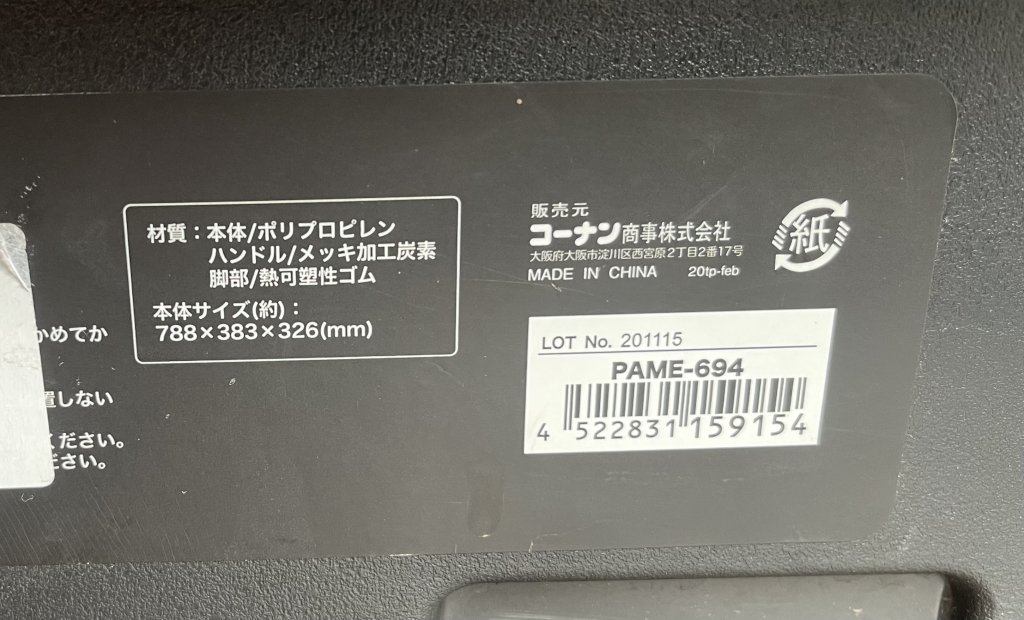 材質：本体/ポリプロピレン
ハンドル/メッキ加工炭素
脚部/熱可塑性ゴム
本体サイズ(約)：
788×383×326(mm)
かめてか
置しない
ください。
ださい。
販売元
コーナン商事株式会社
大阪府大阪市淀川区西宮原2丁目2番17号
MADE IN CHINA 20tp-feb
紙
LOT No. 201115
PAME-694
4 522831 159154